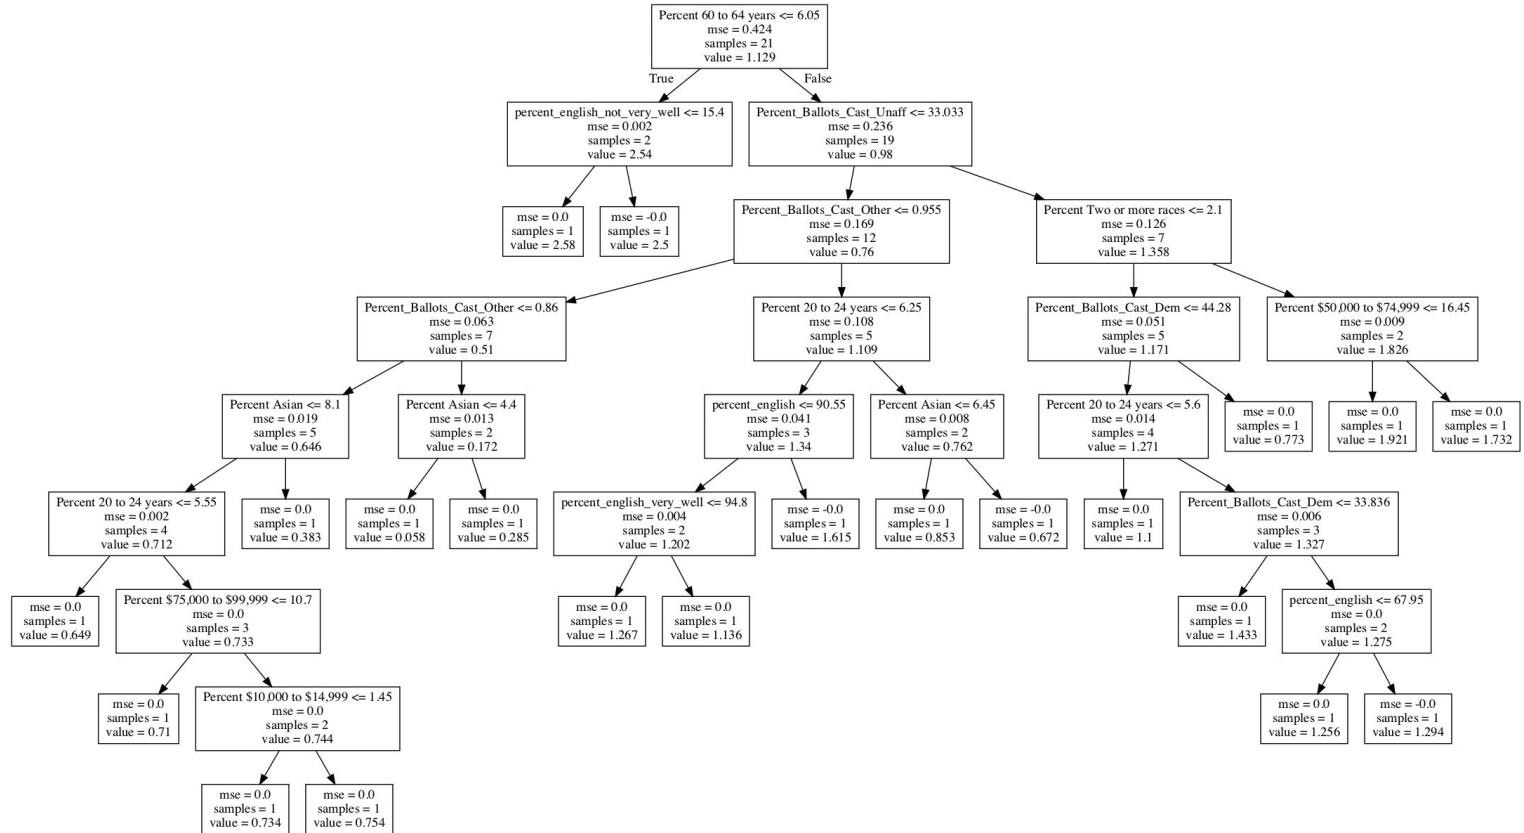 Percent 60 to 64 years <= 6.05
mse = 0.424
samples = 21
value = 1.129
True
False
percent_english_not_very_well <= 15.4
mse = 0.002
samples = 2
value = 2.54
Percent_Ballots_Cast_Unaff <= 33.033
mse = 0.236
samples = 19
value = 0.98
mse = 0.0
samples = 1
value = 2.58
mse = -0.0
samples = 1
value = 2.5
Percent_Ballots_Cast_Other <= 0.955
mse = 0.169
samples = 12
value = 0.76
Percent Two or more races <= 2.1
mse = 0.126
samples = 7
value = 1.358
Percent_Ballots_Cast_Other <= 0.86
mse = 0.063
samples = 7
value = 0.51
Percent 20 to 24 years <= 6.25
mse = 0.108
samples = 5
value = 1.109
Percent_Ballots_Cast_Dem <= 44.28
mse = 0.051
samples = 5
value = 1.171
Percent $50,000 to $74,999 <= 16.45
mse = 0.009
samples = 2
value = 1.826
Percent Asian <= 8.1
mse = 0.019
samples = 5
value = 0.646
Percent Asian <= 4.4
mse = 0.013
samples = 2
value = 0.172
percent_english <= 90.55
mse = 0.041
samples = 3
value = 1.34
Percent Asian <= 6.45
mse = 0.008
samples = 2
value = 0.762
Percent 20 to 24 years <= 5.6
mse = 0.014
samples = 4
value = 1.271
mse = 0.0
samples = 1
value = 0.773
mse = 0.0
samples = 1
value = 1.921
mse = 0.0
samples = 1
value = 1.732
Percent 20 to 24 years <= 5.55
mse = 0.002
samples = 4
value = 0.712
mse = 0.0
samples = 1
value = 0.383
mse = 0.0
samples = 1
value = 0.058
mse = 0.0
samples = 1
value = 0.285
percent_english_very_well <= 94.8
mse = 0.004
samples = 2
value = 1.202
mse = -0.0
samples = 1
value = 1.615
mse = 0.0
samples = 1
value = 0.853
mse = -0.0
samples = 1
value = 0.672
mse = 0.0
samples = 1
value = 1.1
Percent_Ballots_Cast_Dem <= 33.836
mse = 0.006
samples = 3
value = 1.327
mse = 0.0
samples = 1
value = 0.649
Percent $75,000 to $99,999 <= 10.7
mse = 0.0
samples = 3
value = 0.733
mse = 0.0
samples = 1
value = 1.267
mse = 0.0
samples = 1
value = 1.136
mse = 0.0
samples = 1
value = 1.433
percent_english <= 67.95
mse = 0.0
samples = 2
value = 1.275
mse = 0.0
samples = 1
value = 0.71
Percent $10,000 to $14,999 <= 1.45
mse = 0.0
samples = 2
value = 0.744
mse = 0.0
samples = 1
value = 1.256
mse = -0.0
samples = 1
value = 1.294
mse = 0.0
samples = 1
value = 0.734
mse = 0.0
samples = 1
value = 0.754